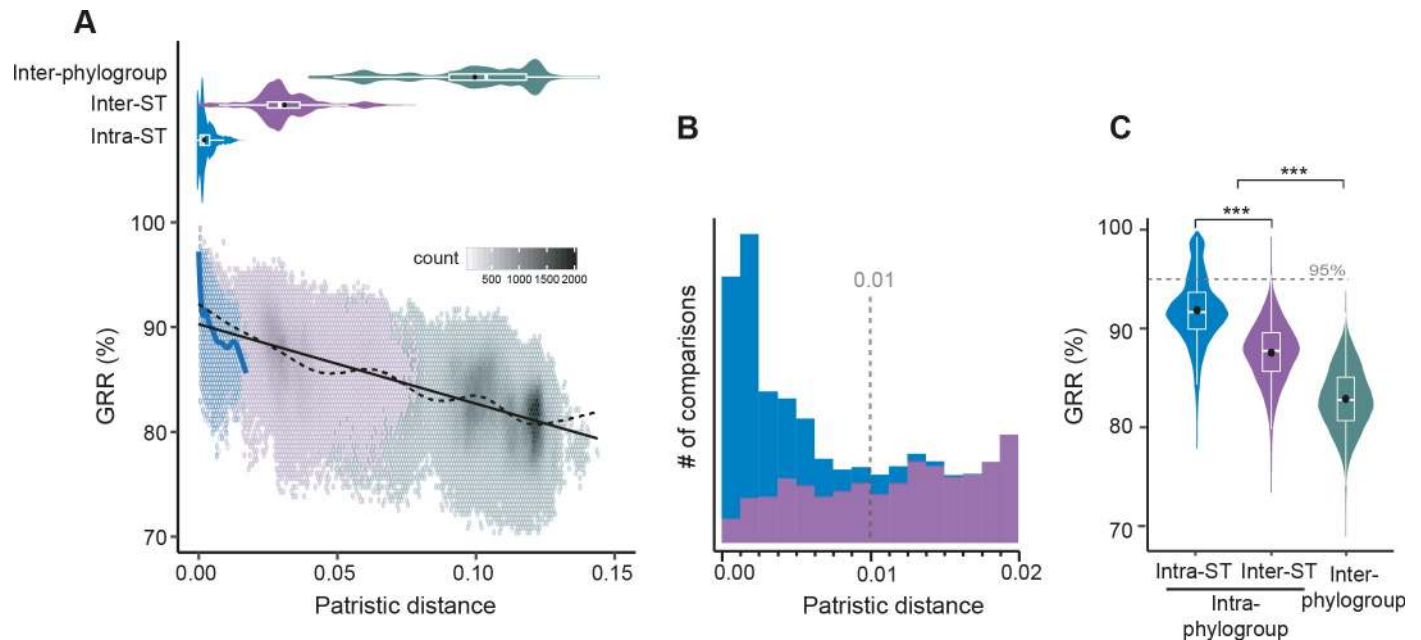 A
Inter-phylogroup
Inter-ST
Intra-ST
100
90
80
70
GRR (%)
count
500 1000 1500 2000
0.00 0.05 0.10 0.15
Patristic distance
B
0.01
# of comparisons
0.00 0.01 0.02
Patristic distance
C
***
***
100
90
80
70
95%
GRR (%)
Intra-ST Inter-ST Inter-
phylogroup
Intra-
phylogroup